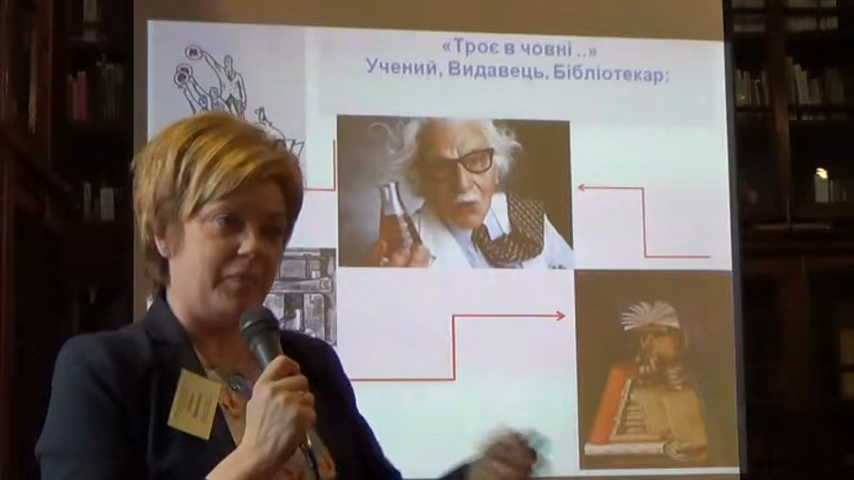 «Троє в човні ..»
Учений, Видавець, Бібліотекар: